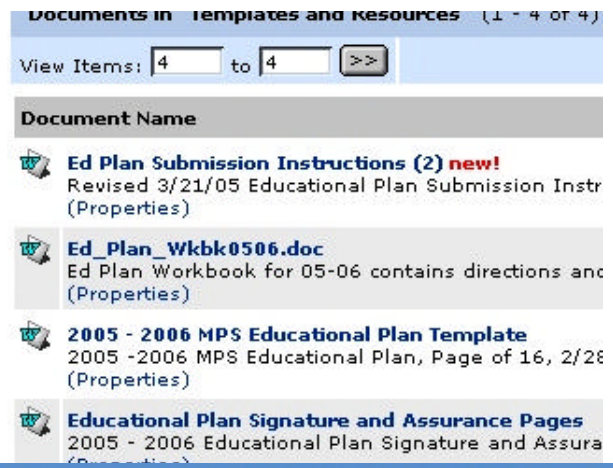 Documents in "Templates and Resources" (1 - 4 of 4)
View Items: 4 to 4 >>
Document Name
Ed Plan Submission Instructions (2) new!
Revised 3/21/05 Educational Plan Submission Instr
(Properties)
Ed_Plan_Wkbk0506.doc
Ed Plan Workbook for 05-06 contains directions and
(Properties)
2005 - 2006 MPS Educational Plan Template
2005 -2006 MPS Educational Plan, Page of 16, 2/28
(Properties)
Educational Plan Signature and Assurance Pages
2005 - 2006 Educational Plan Signature and Assura
(Properties)